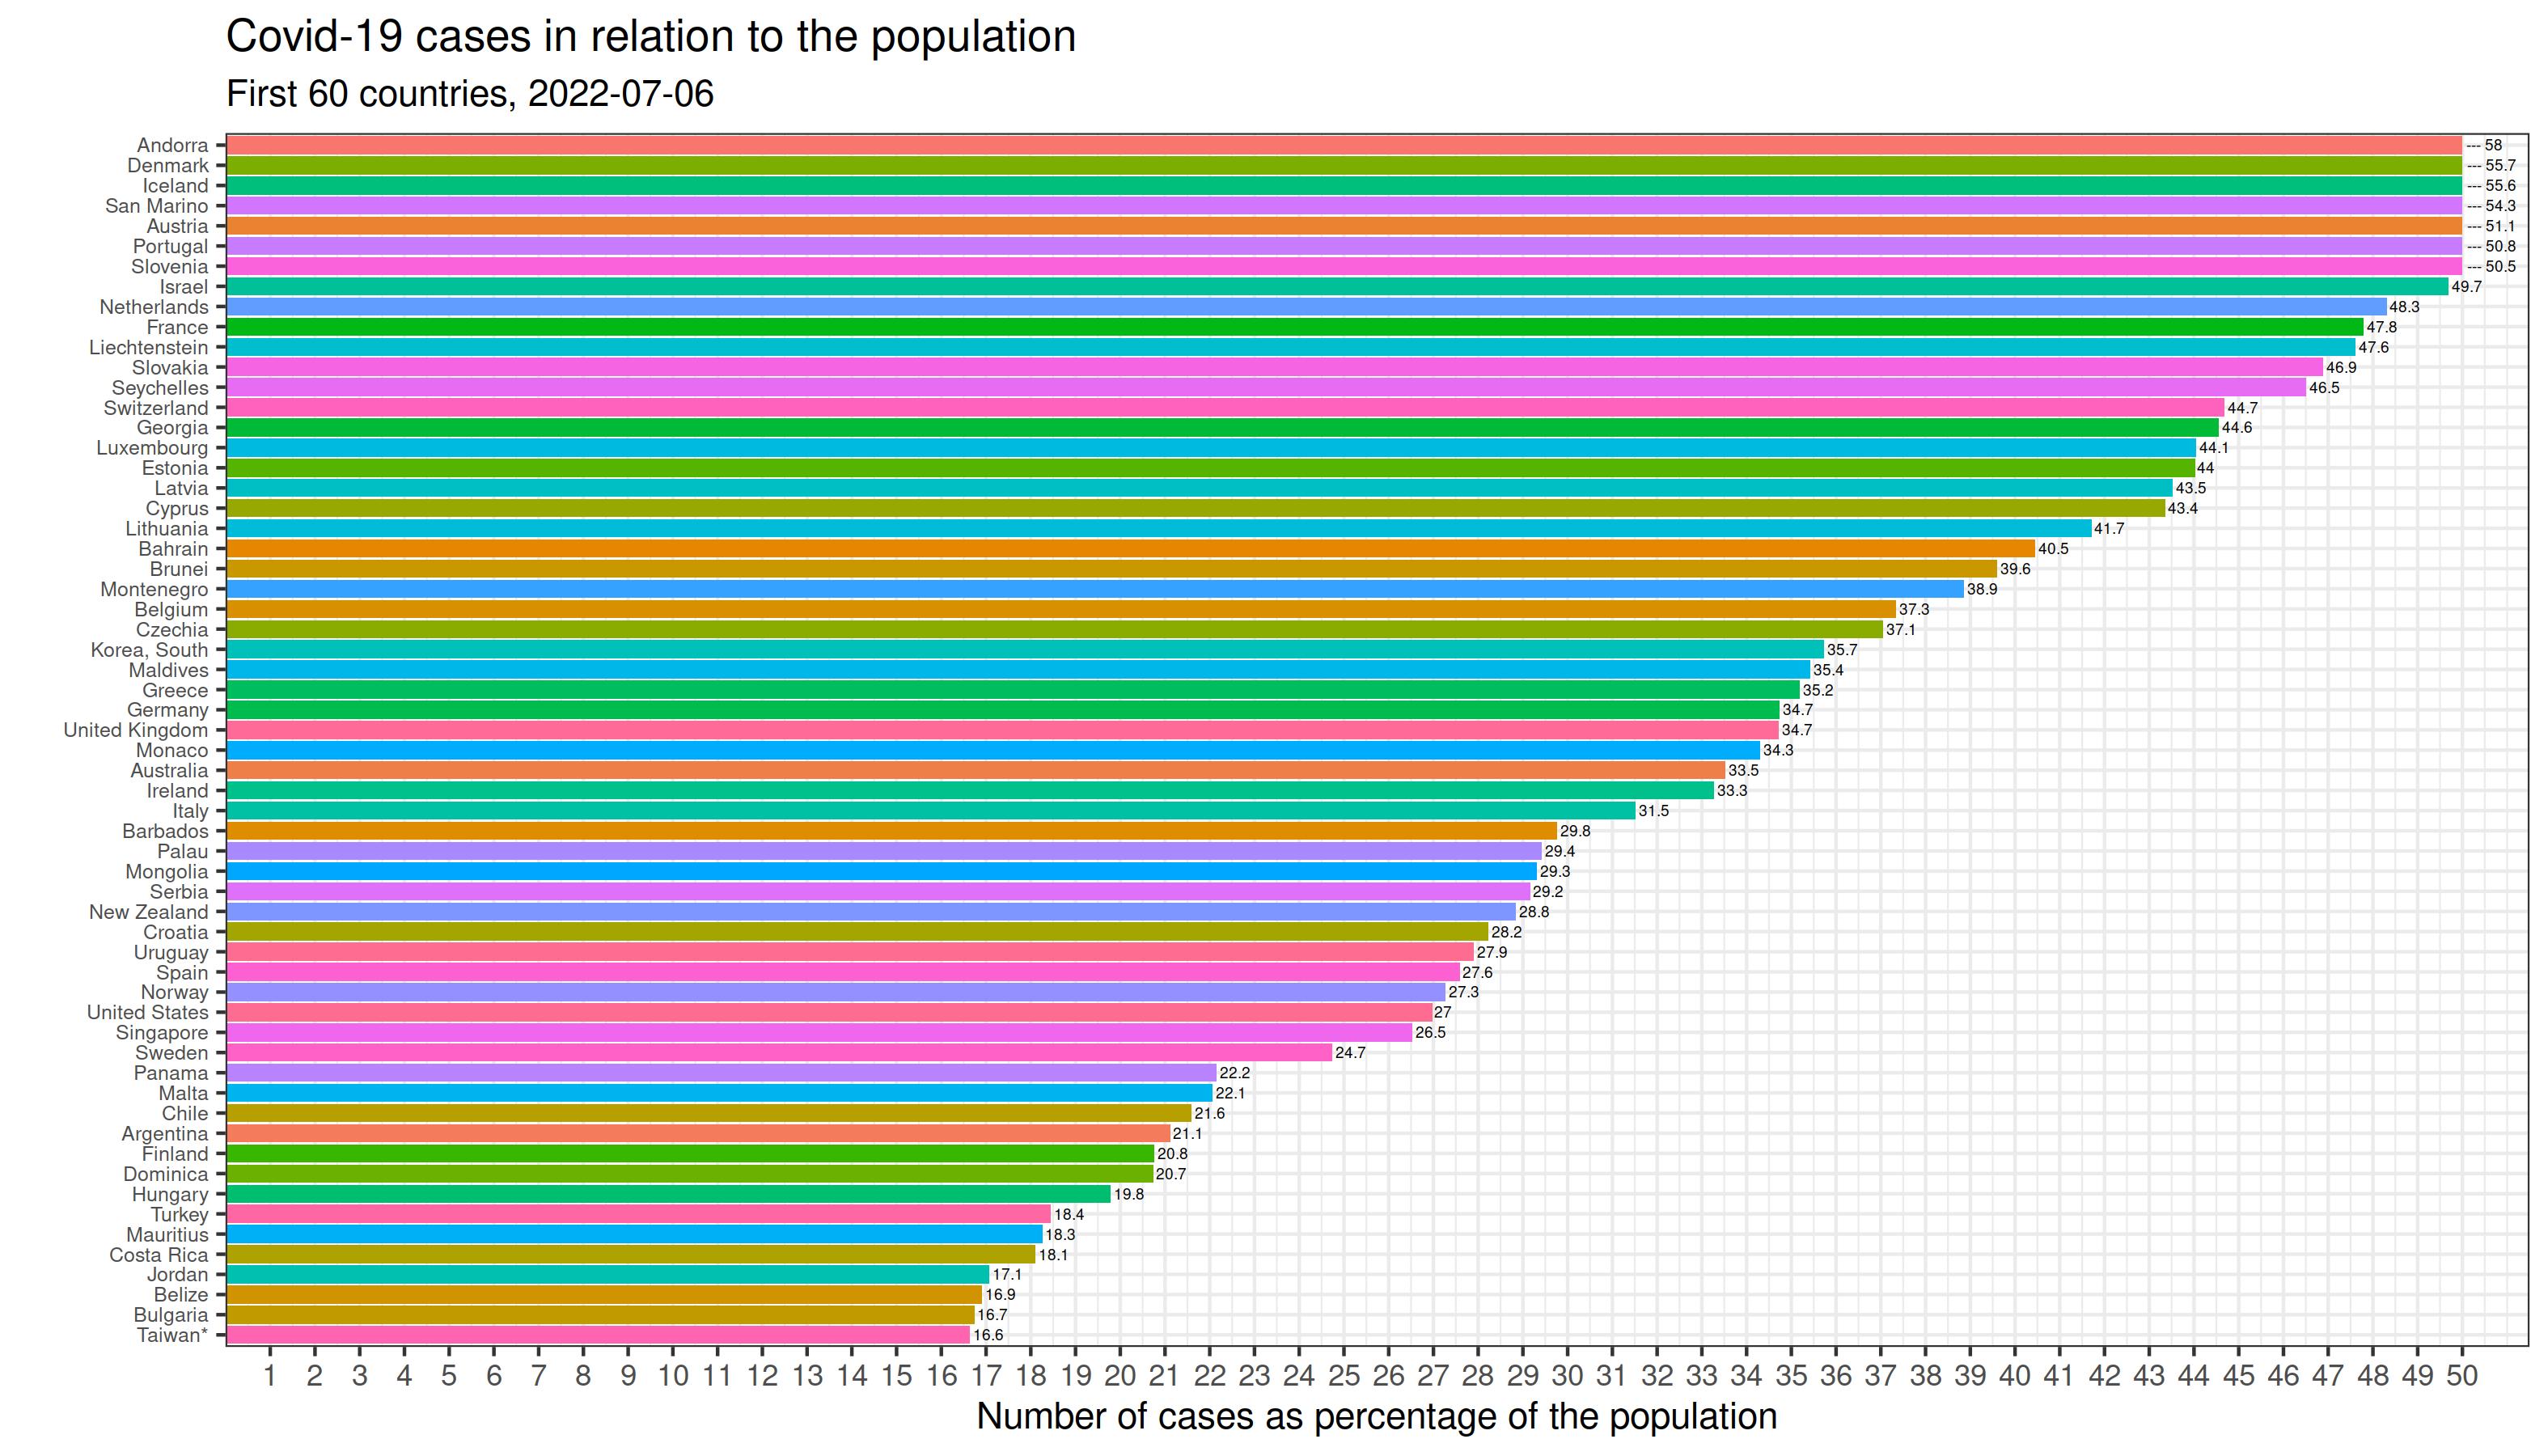 Covid-19 cases in relation to the population
First 60 countries, 2022-07-06
Andorra --- 58
Denmark --- 55.7
Iceland --- 55.6
San Marino --- 54.3
Austria --- 51.1
Portugal --- 50.8
Slovenia --- 50.5
Israel 49.7
Netherlands 48.3
France 47.8
Liechtenstein 47.6
Slovakia 46.9
Seychelles 46.5
Switzerland 44.7
Georgia 44.6
Luxembourg 44.1
Estonia 44
Latvia 43.5
Cyprus 43.4
Lithuania 41.7
Bahrain 40.5
Brunei 39.6
Montenegro 38.9
Belgium 37.3
Czechia 37.1
Korea, South 35.7
Maldives 35.4
Greece 35.2
Germany 34.7
United Kingdom 34.7
Monaco 34.3
Australia 33.5
Ireland 33.3
Italy 31.5
Barbados 29.8
Palau 29.4
Mongolia 29.3
Serbia 29.2
New Zealand 28.8
Croatia 28.2
Uruguay 27.9
Spain 27.6
Norway 27.3
United States 27
Singapore 26.5
Sweden 24.7
Panama 22.2
Malta 22.1
Chile 21.6
Argentina 21.1
Finland 20.8
Dominica 20.7
Hungary 19.8
Turkey 18.4
Mauritius 18.3
Costa Rica 18.1
Jordan 17.1
Belize 16.9
Bulgaria 16.7
Taiwan* 16.6
1 2 3 4 5 6 7 8 9 10 11 12 13 14 15 16 17 18 19 20 21 22 23 24 25 26 27 28 29 30 31 32 33 34 35 36 37 38 39 40 41 42 43 44 45 46 47 48 49 50
Number of cases as percentage of the population